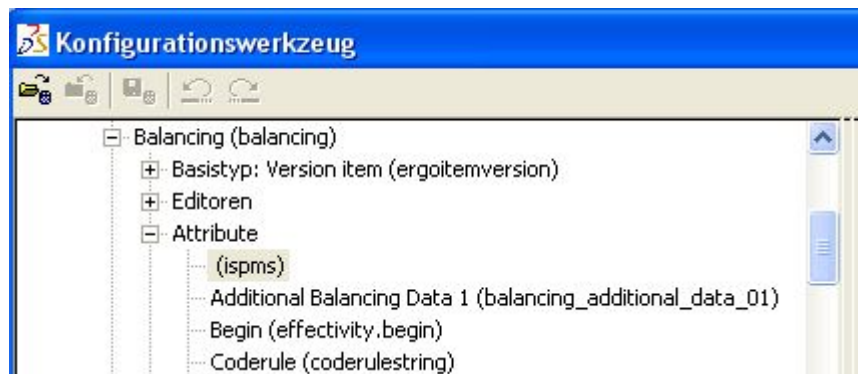 Konfigurationswerkzeug
Balancing (balancing)
Basistyp: Version item (ergoitemversion)
Editoren
Attribute
(ispms)
Additional Balancing Data 1 (balancing_additional_data_01)
Begin (effectivity.begin)
Coderule (coderulestring)